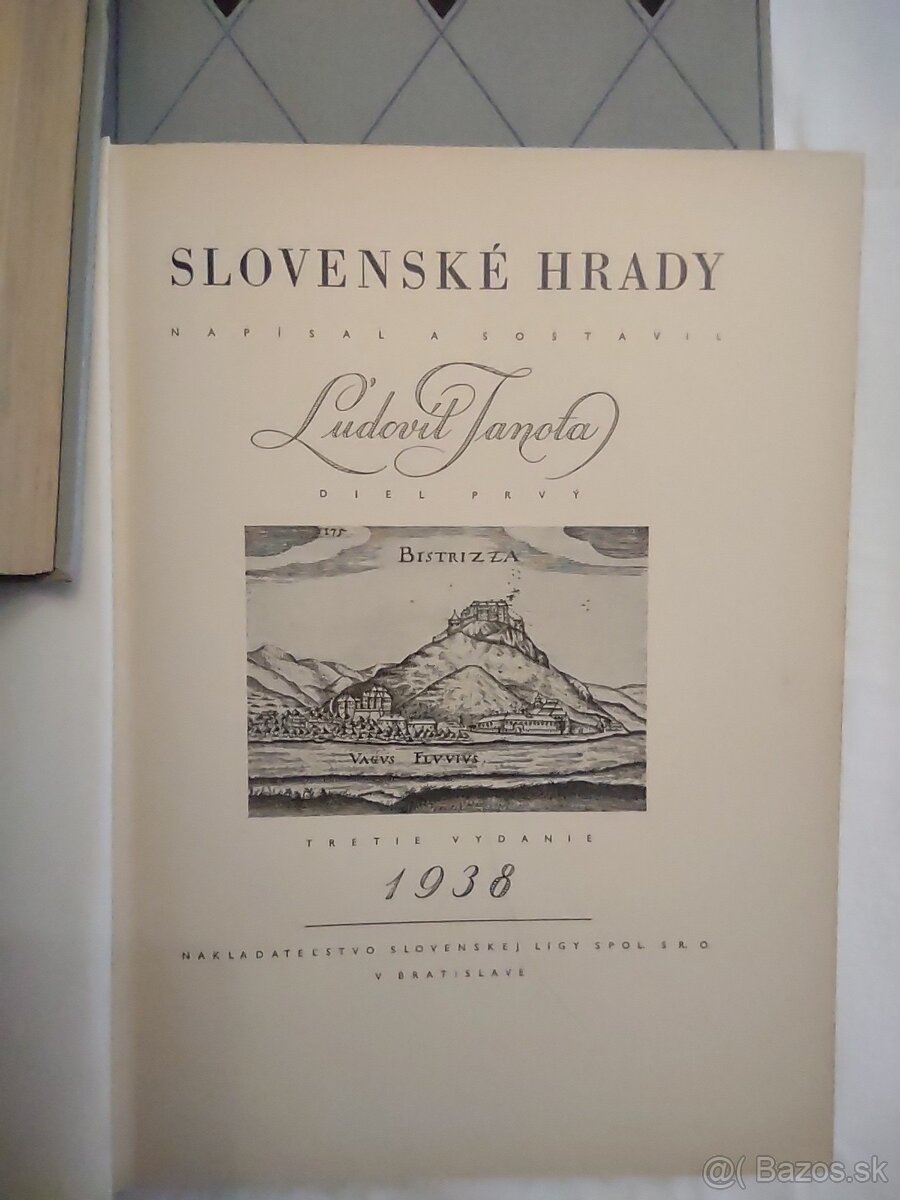 SLOVENSKÉ HRADY
NAPÍSAL A SOSTAVIL
Ľudovít Janota
DIEL PRVÝ
175
BISTRIZZA
VAGVS FLVVIVS.
TRETIE VYDANIE
1938
NAKLADATEĽSTVO SLOVENSKEJ LIGY SPOL. S R. O.
V BRATISLAVE
@( Bazos.sk